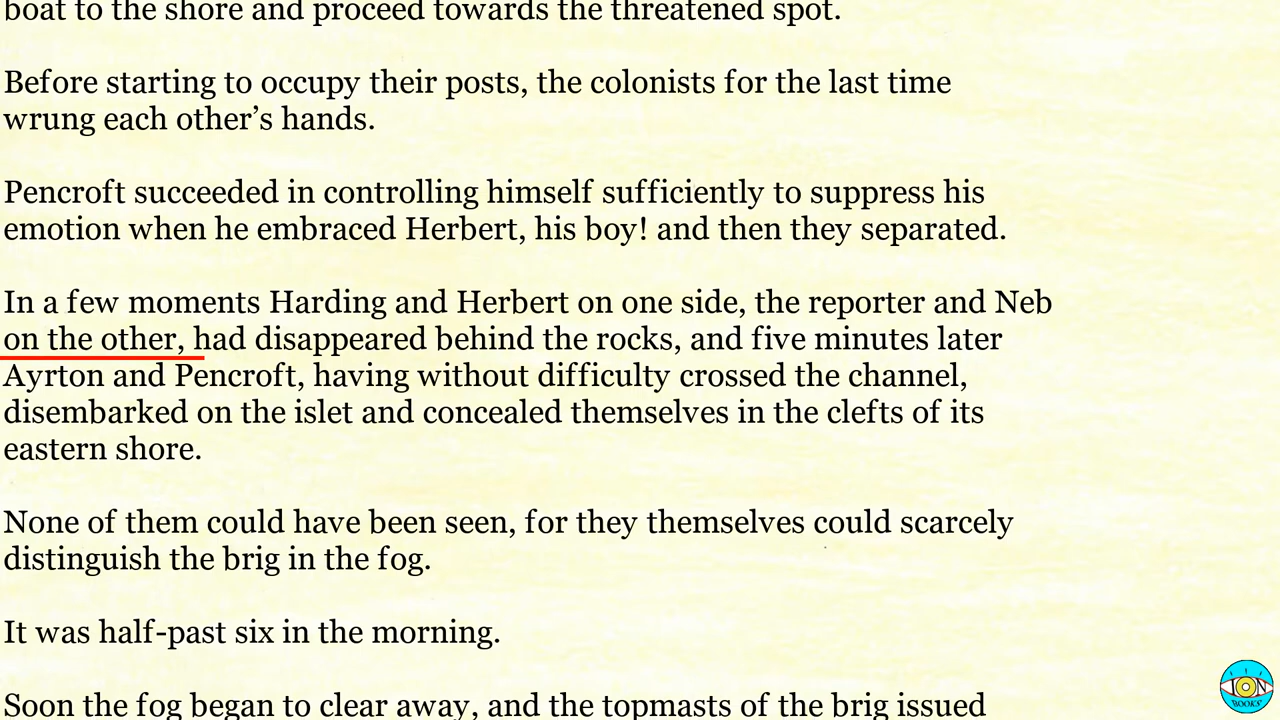 boat to the shore and proceed towards the threatened spot.
Before starting to occupy their posts, the colonists for the last time
wrung each other’s hands.
Pencroft succeeded in controlling himself sufficiently to suppress his
emotion when he embraced Herbert, his boy! and then they separated.
In a few moments Harding and Herbert on one side, the reporter and Neb
on the other, had disappeared behind the rocks, and five minutes later
Ayrton and Pencroft, having without difficulty crossed the channel,
disembarked on the islet and concealed themselves in the clefts of its
eastern shore.
None of them could have been seen, for they themselves could scarcely
distinguish the brig in the fog.
It was half-past six in the morning.
Soon the fog began to clear away, and the topmasts of the brig issued
ION
BOOKS